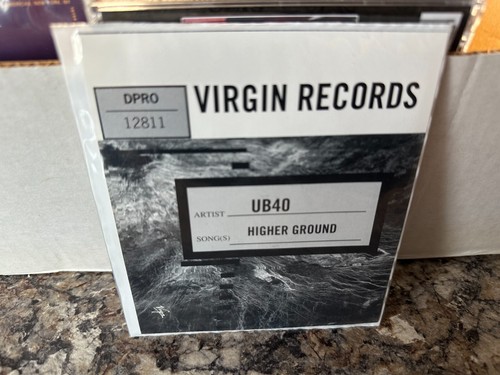 DPRO
12811
VIRGIN RECORDS
ARTIST UB40
SONG(S) HIGHER GROUND